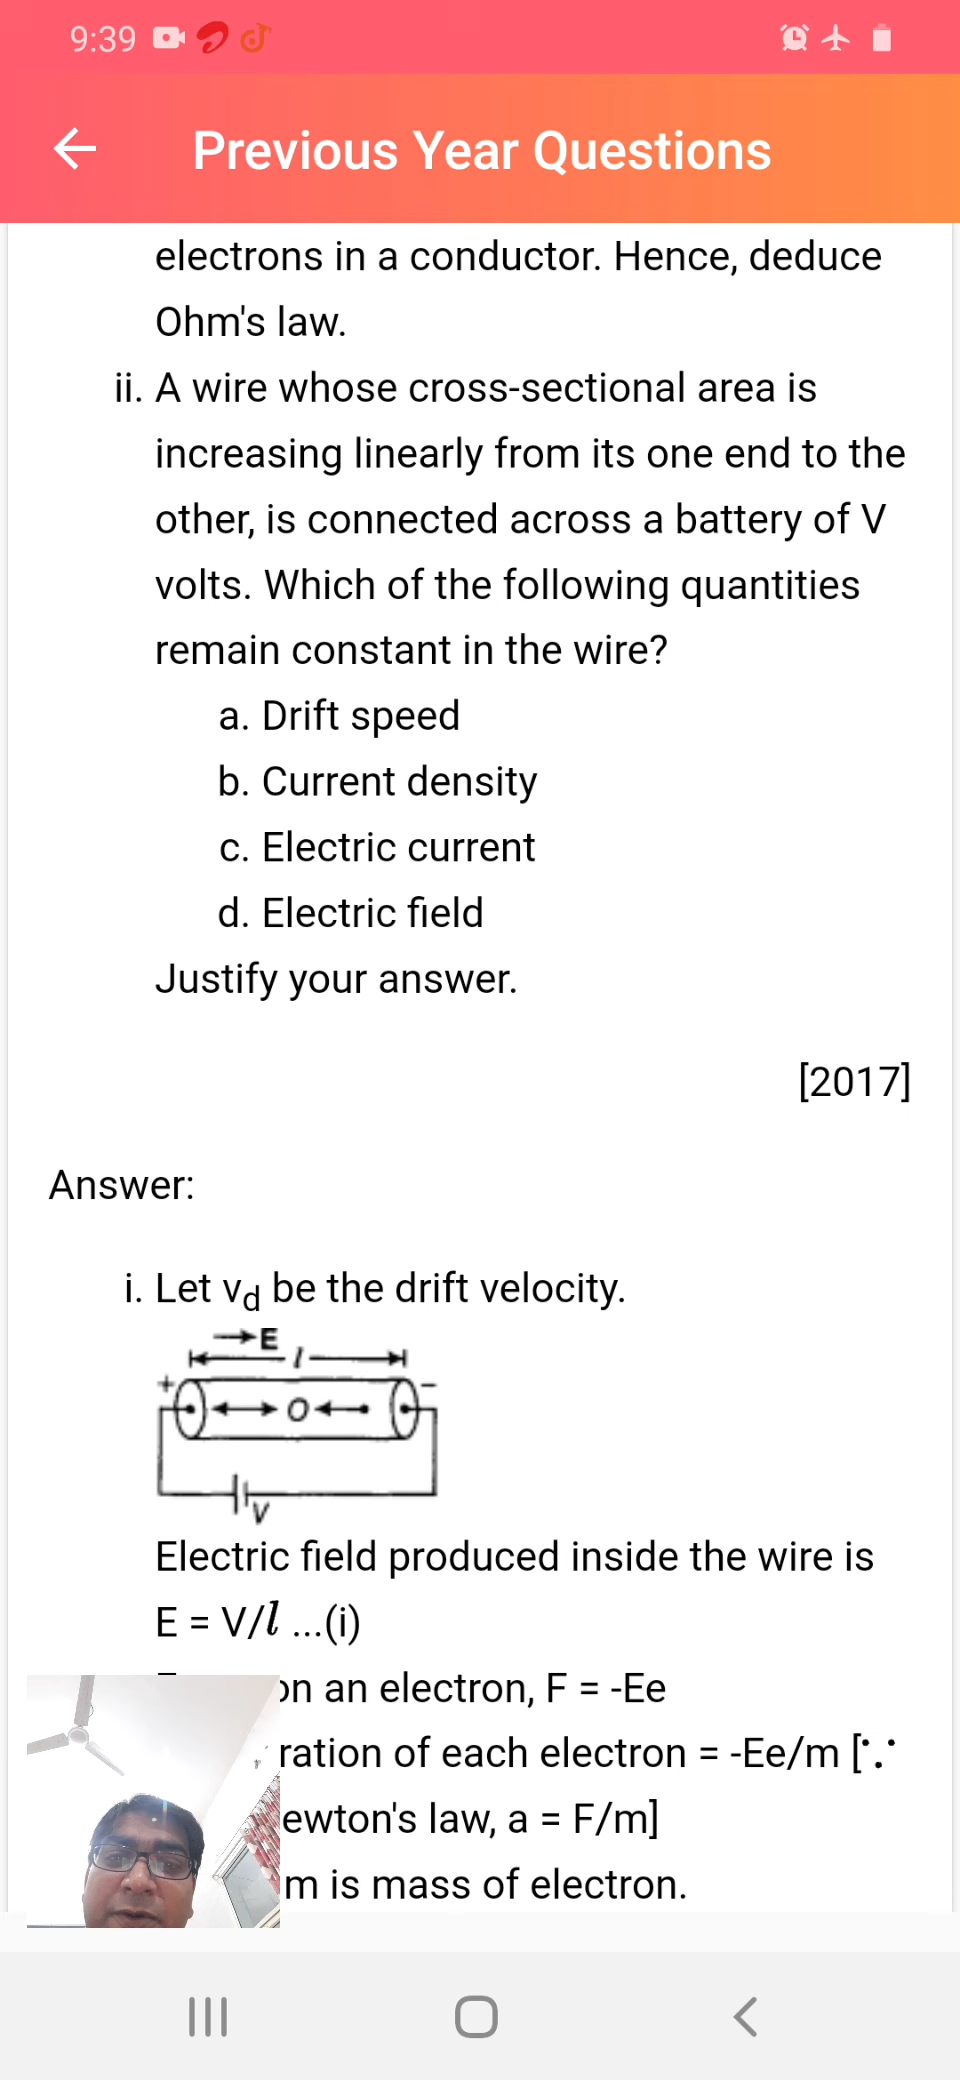 9:39
Previous Year Questions
electrons in a conductor. Hence, deduce
Ohm's law.
ii. A wire whose cross-sectional area is
increasing linearly from its one end to the
other, is connected across a battery of V
volts. Which of the following quantities
remain constant in the wire?
a. Drift speed
b. Current density
c. Electric current
d. Electric field
Justify your answer.
[2017]
Answer:
i. Let vd be the drift velocity.
→E
l
+ −
O
V
Electric field produced inside the wire is
E = V/l ...(i)
on an electron, F = -Ee
ration of each electron = -Ee/m [∵
ewton's law, a = F/m]
m is mass of electron.